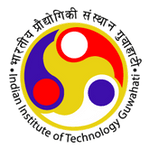 भारतीय प्रौद्योगिकी संस्थान गुवाहाटी
Indian Institute of Technology Guwahati